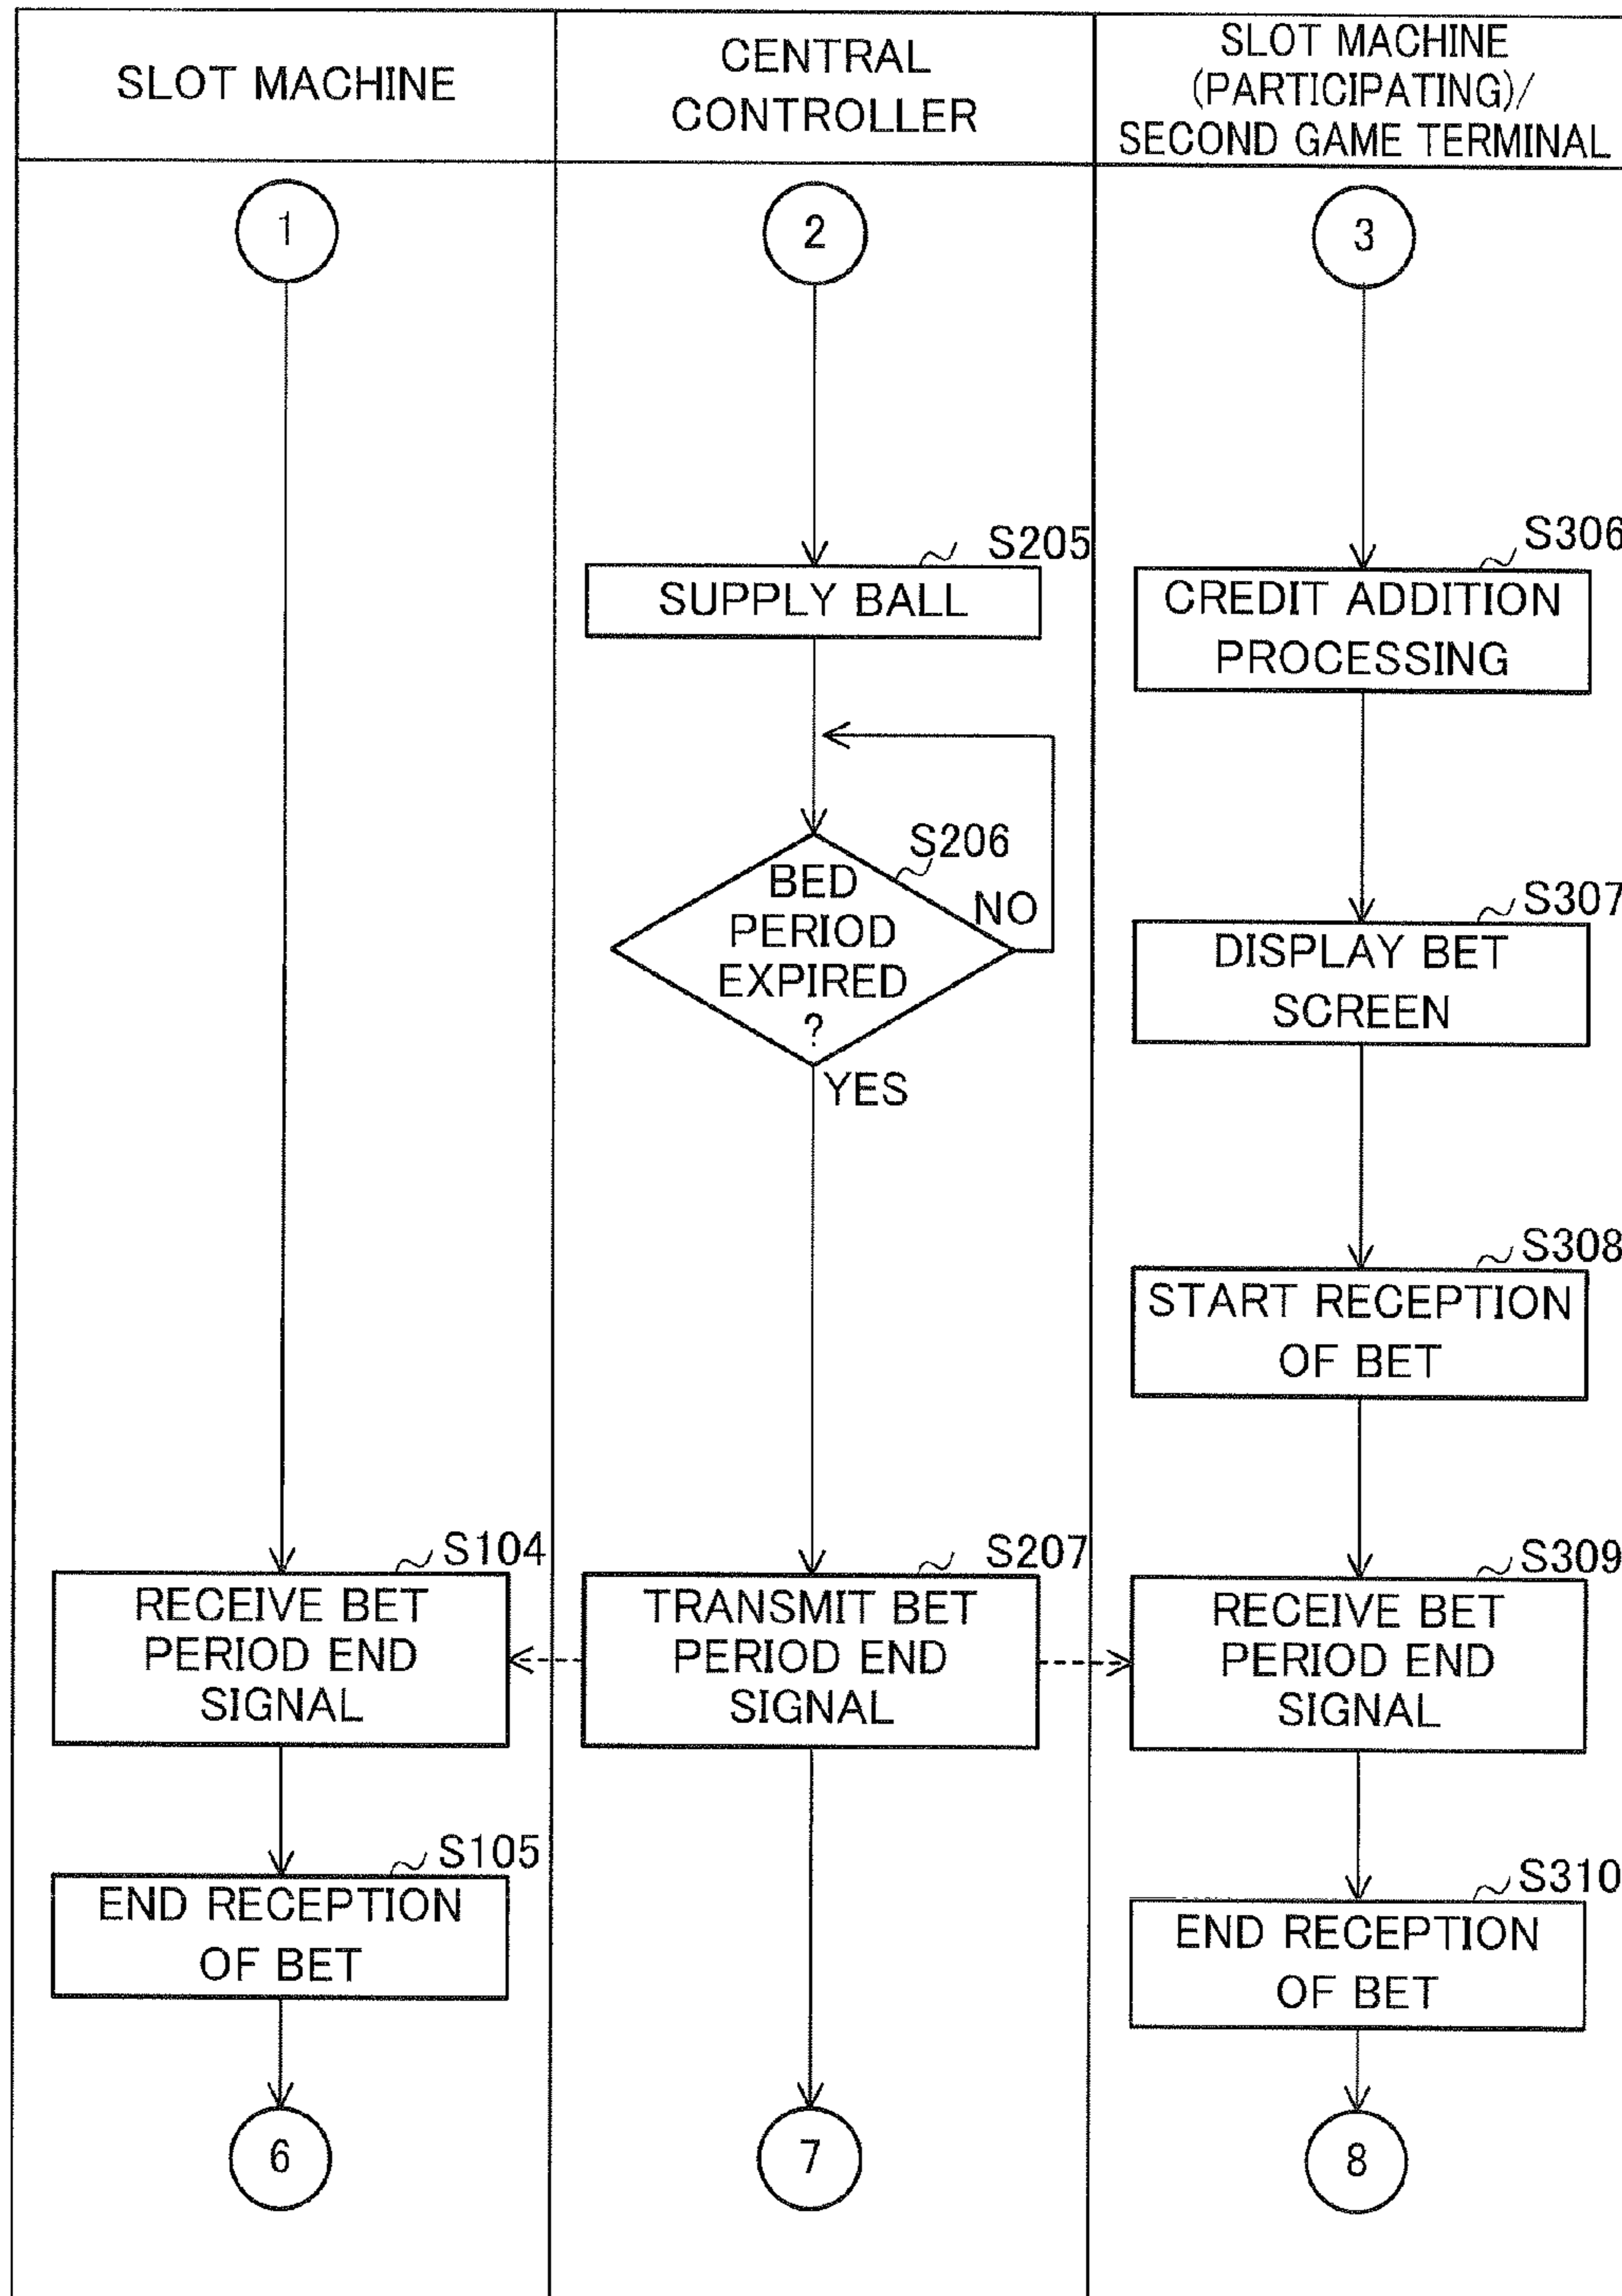 SLOT MACHINE
CENTRAL
CONTROLLER
SLOT MACHINE
(PARTICIPATING)/
SECOND GAME TERMINAL
1
2
3
S205
SUPPLY BALL
S306
CREDIT ADDITION
PROCESSING
S206
BED
PERIOD
EXPIRED
?
NO
YES
S307
DISPLAY BET
SCREEN
S308
START RECEPTION
OF BET
S104
RECEIVE BET
PERIOD END
SIGNAL
S207
TRANSMIT BET
PERIOD END
SIGNAL
S309
RECEIVE BET
PERIOD END
SIGNAL
S105
END RECEPTION
OF BET
S310
END RECEPTION
OF BET
6
7
8